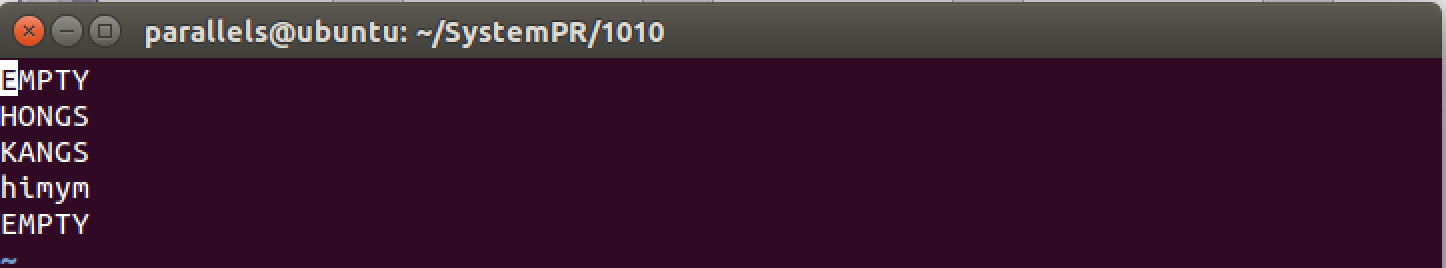 parallels@ubuntu: ~/SystemPR/1010
EMPTY
HONGS
KANGS
himym
EMPTY
~